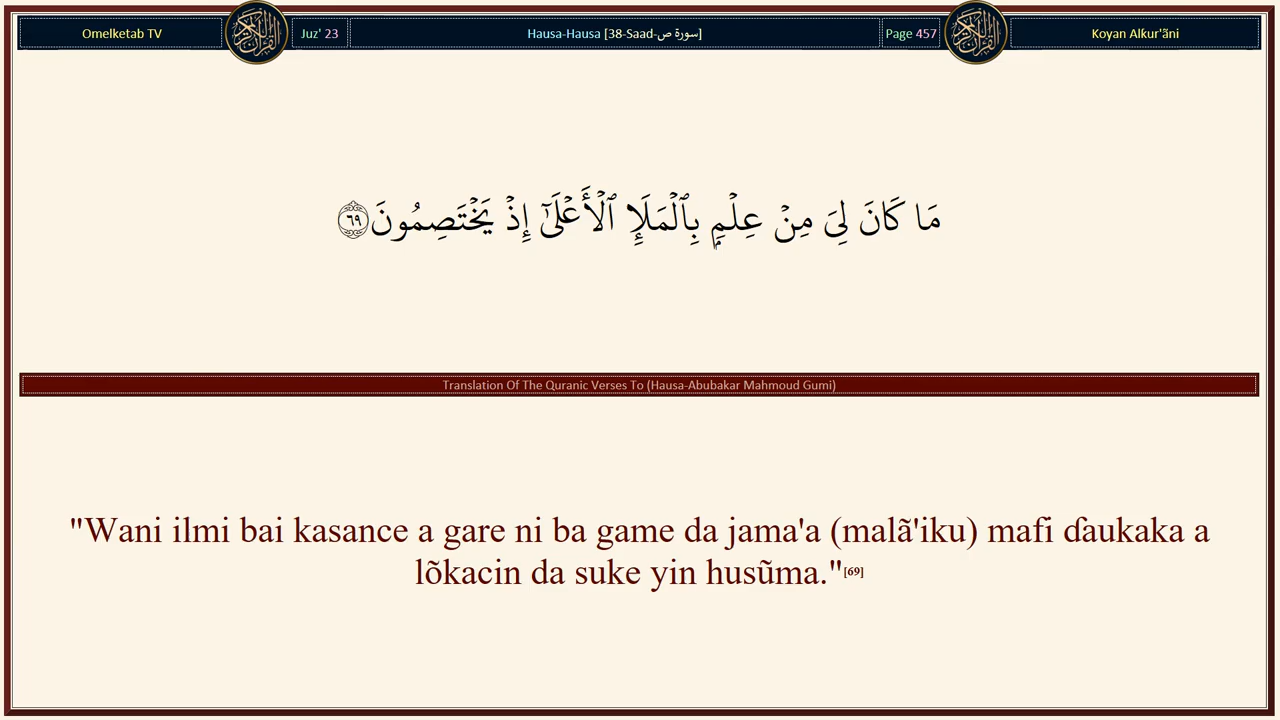 Omelketab TV
Juz' 23
Hausa-Hausa [38-Saad-سورة ص]
Page 457
Koyan Alƙur'ãni
مَا كَانَ لِيَ مِنۡ عِلۡمِۭ بِٱلۡمَلَإِ ٱلۡأَعۡلَىٰٓ إِذۡ يَخۡتَصِمُونَ ٦٩
Translation Of The Quranic Verses To (Hausa-Abubakar Mahmoud Gumi)
"Wani ilmi bai kasance a gare ni ba game da jama'a (malã'iku) mafi ɗaukaka a
lõkacin da suke yin husũma."[69]